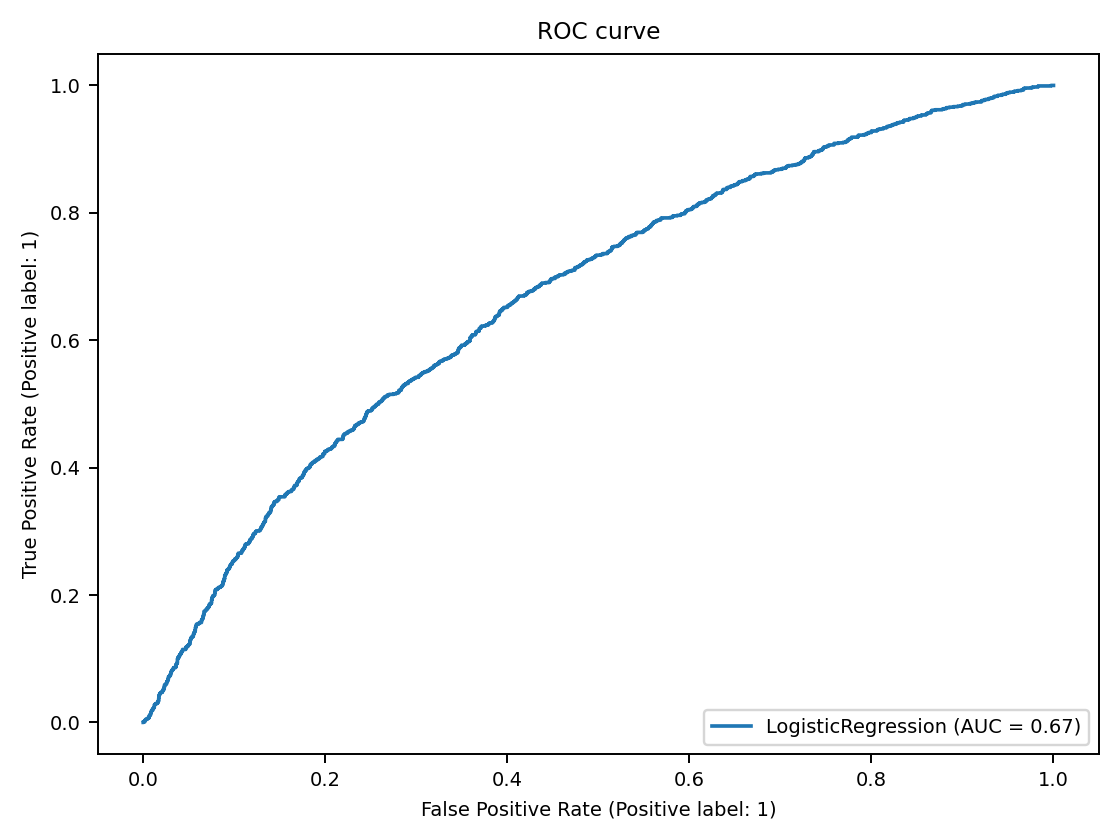 ROC curve
True Positive Rate (Positive label: 1)
1.0
0.8
0.6
0.4
0.2
0.0
LogisticRegression (AUC = 0.67)
0.0 0.2 0.4 0.6 0.8 1.0
False Positive Rate (Positive label: 1)